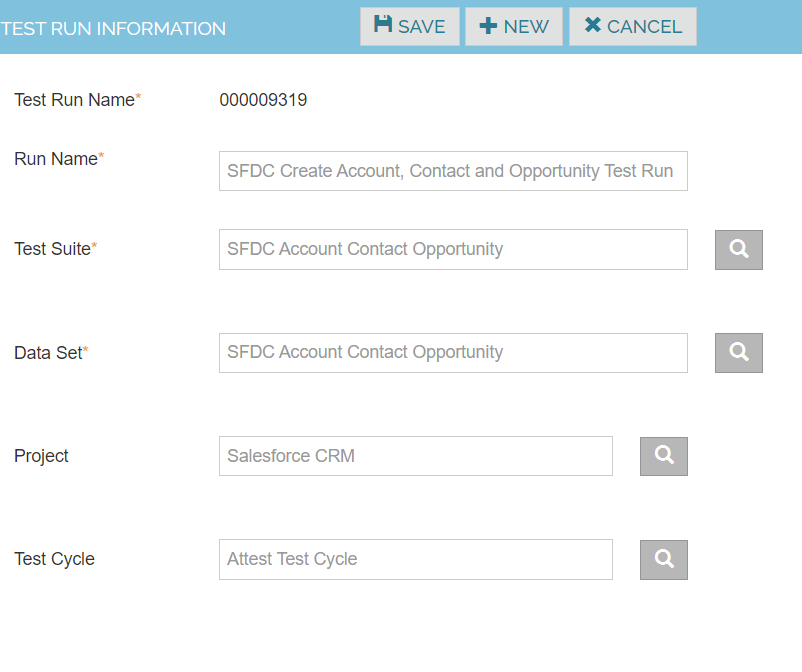 TEST RUN INFORMATION SAVE NEW CANCEL
Test Run Name* 000009319
Run Name* SFDC Create Account, Contact and Opportunity Test Run
Test Suite* SFDC Account Contact Opportunity
Data Set* SFDC Account Contact Opportunity
Project Salesforce CRM
Test Cycle Attest Test Cycle